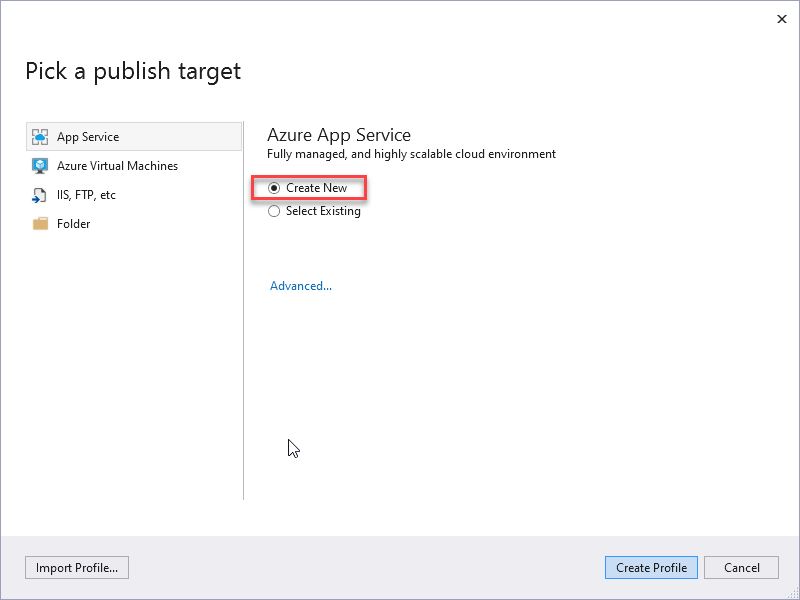 Pick a publish target
App Service
Azure Virtual Machines
IIS, FTP, etc
Folder
Azure App Service
Fully managed, and highly scalable cloud environment
Create New
Select Existing
Advanced...
Import Profile...
Create Profile
Cancel